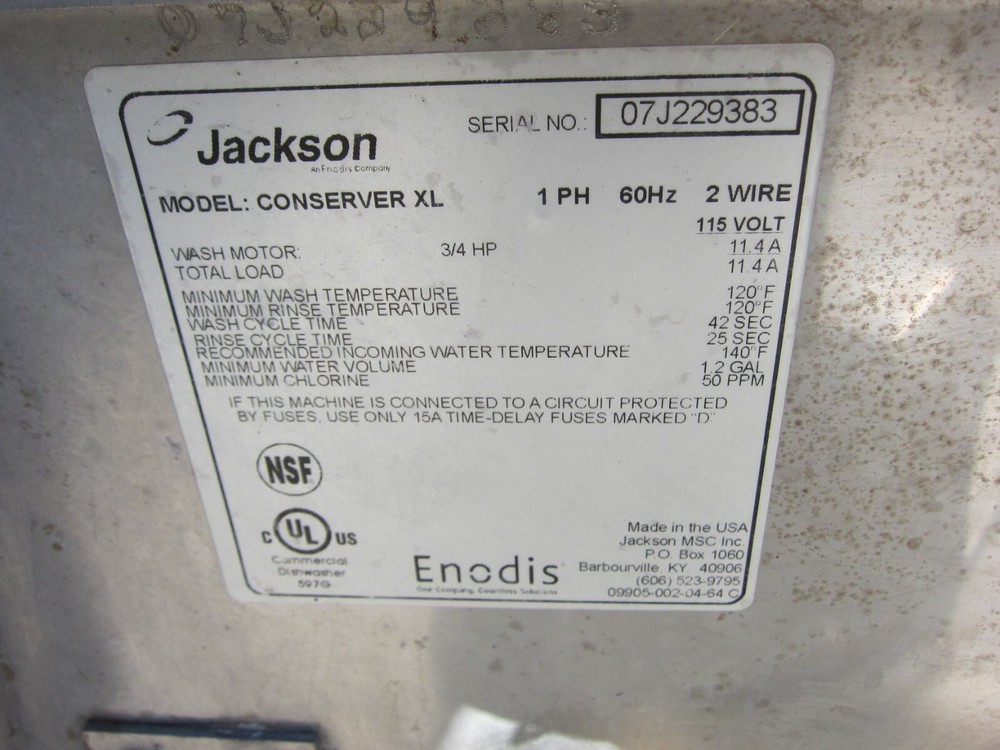 07J229383
Jackson
An Enodis Company
SERIAL NO.: 07J229383
MODEL: CONSERVER XL 1 PH 60Hz 2 WIRE
115 VOLT
WASH MOTOR: 3/4 HP 11.4 A
TOTAL LOAD 11.4 A
MINIMUM WASH TEMPERATURE 120°F
MINIMUM RINSE TEMPERATURE 120°F
WASH CYCLE TIME 42 SEC
RINSE CYCLE TIME 25 SEC
RECOMMENDED INCOMING WATER TEMPERATURE 140°F
MINIMUM WATER VOLUME 1.2 GAL
MINIMUM CHLORINE 50 PPM
IF THIS MACHINE IS CONNECTED TO A CIRCUIT PROTECTED
BY FUSES, USE ONLY 15A TIME-DELAY FUSES MARKED "D"
NSF
C UL US
Commercial
Dishwasher
597G
Enodis
One Company, Countless Solutions
Made in the USA
Jackson MSC Inc.
P.O. Box 1060
Barbourville, KY. 40906
(606) 523-9795
09905-002-04-64 C